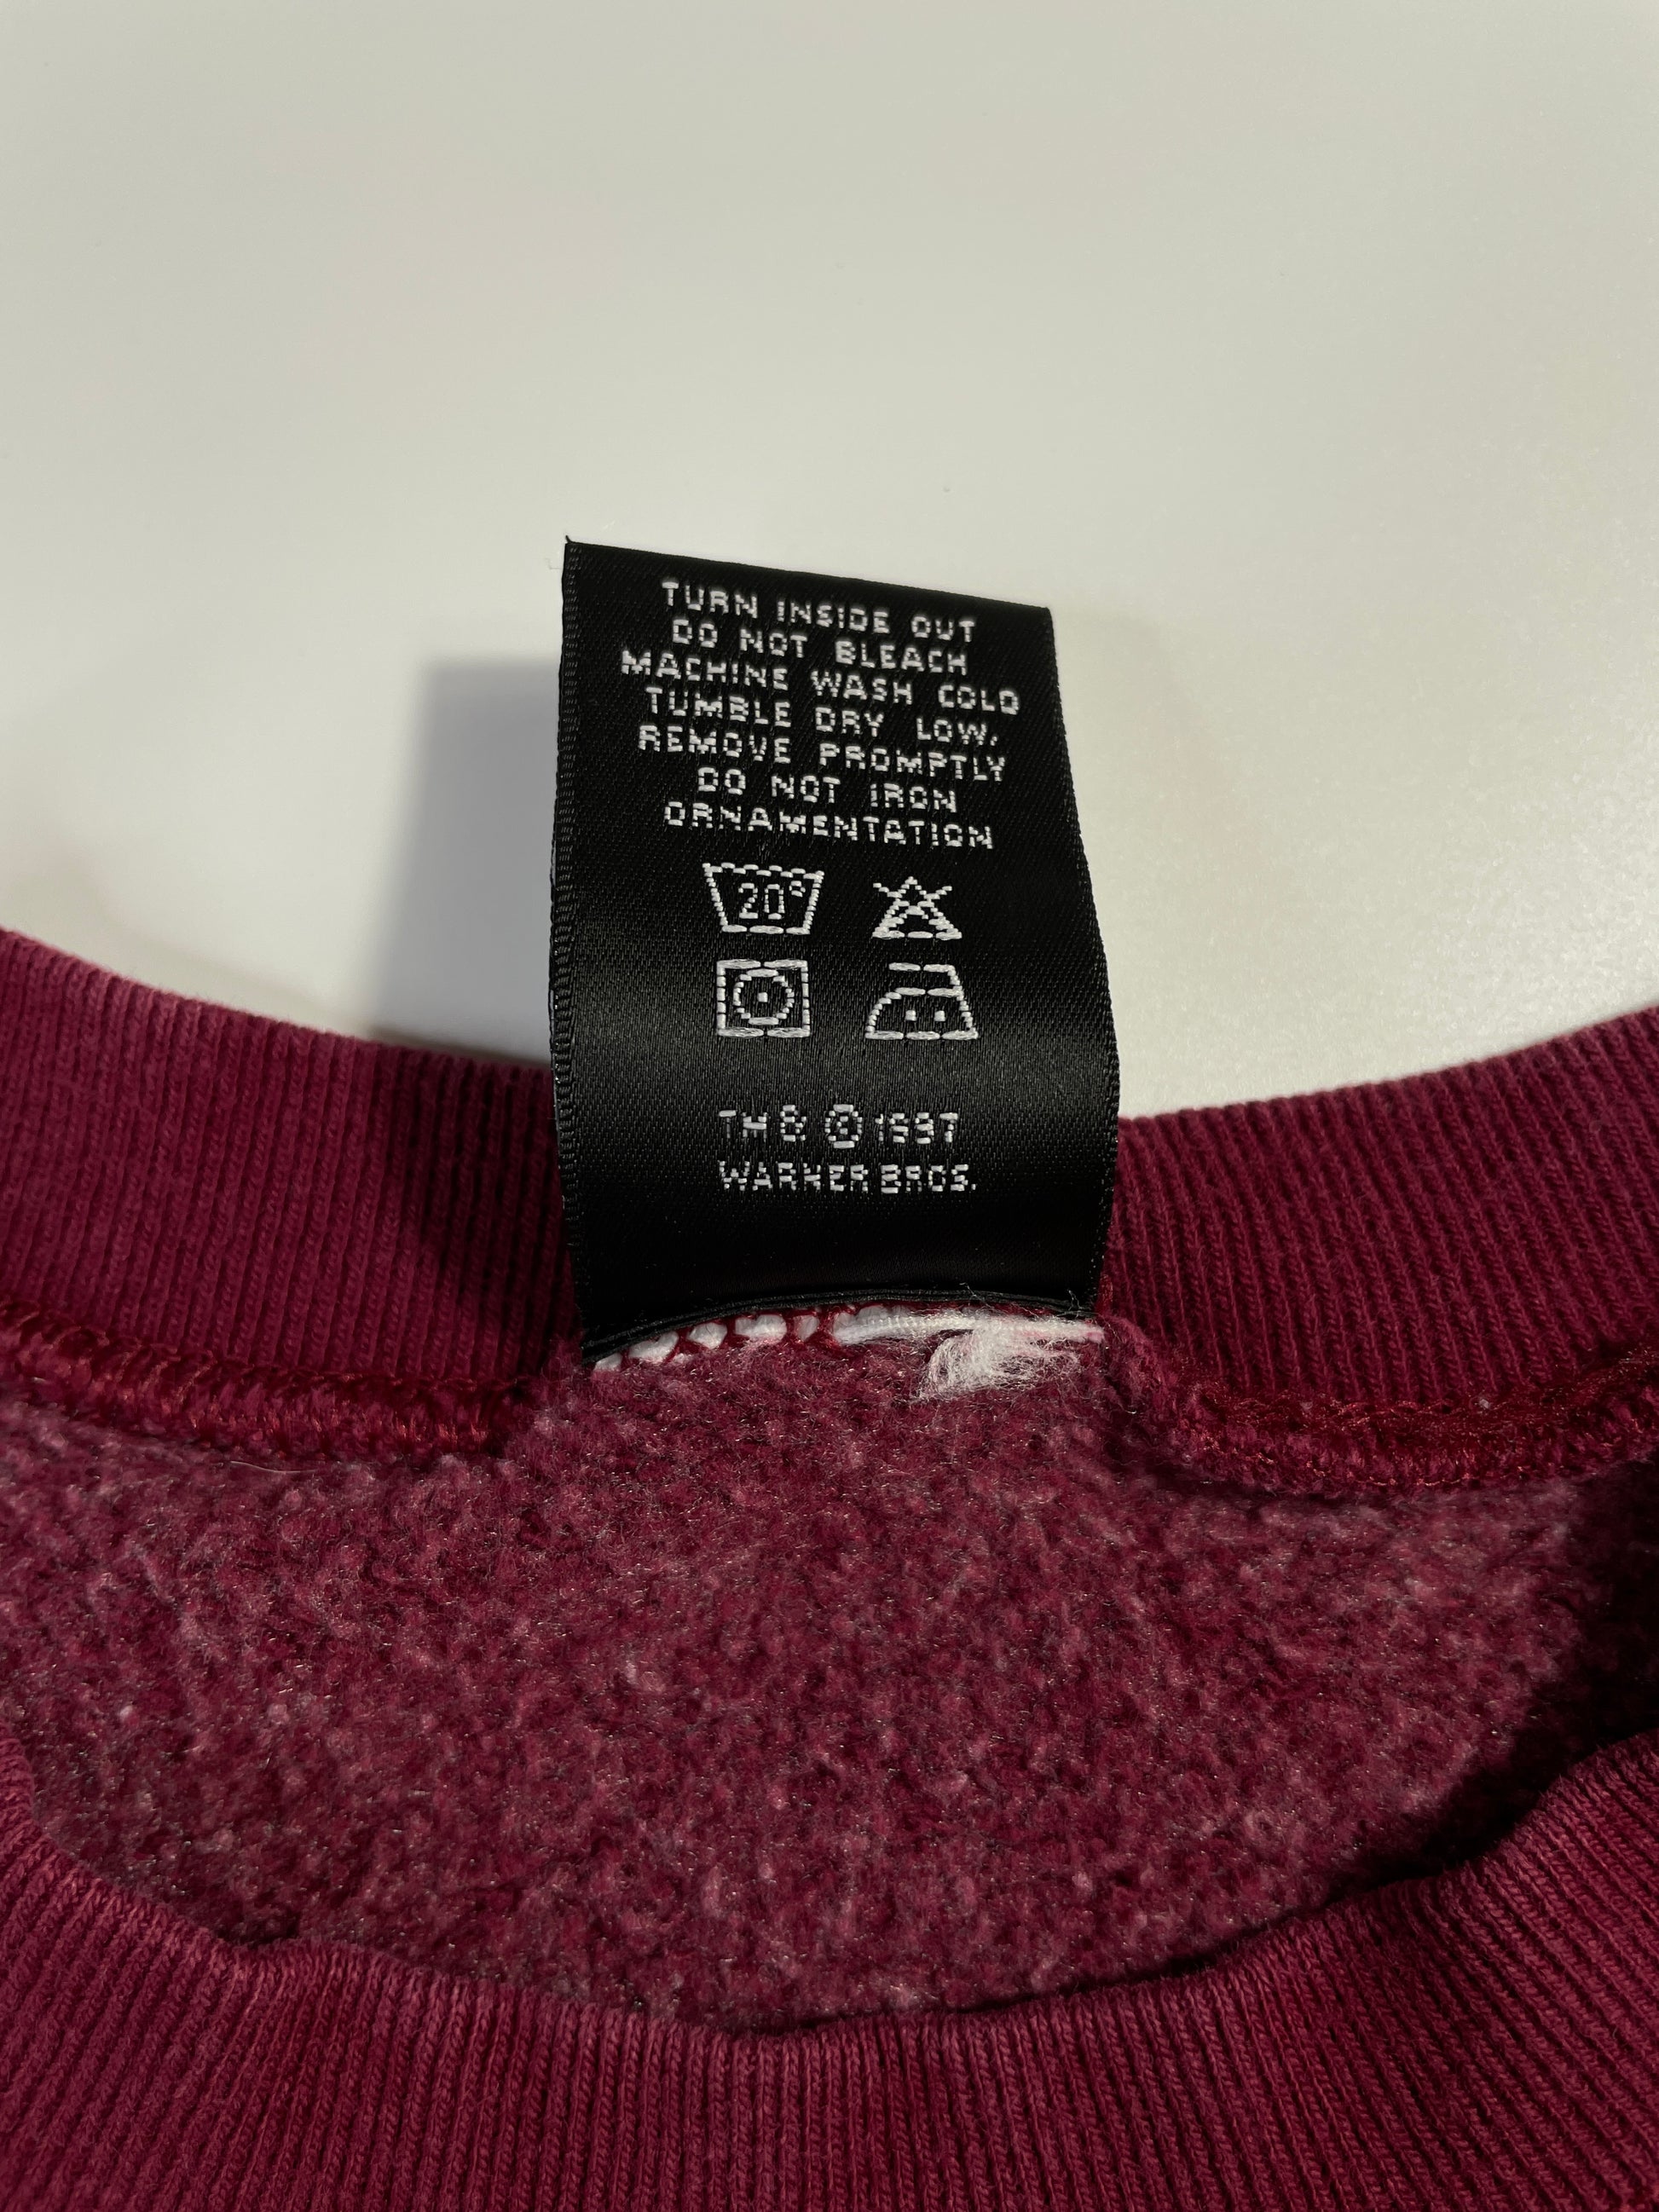 TURN INSIDE OUT
DO NOT BLEACH
MACHINE WASH COLD
TUMBLE DRY LOW,
REMOVE PROMPTLY
DO NOT IRON
ORNAMENTATION
20°
TM & © 1997
WARNER BROS.